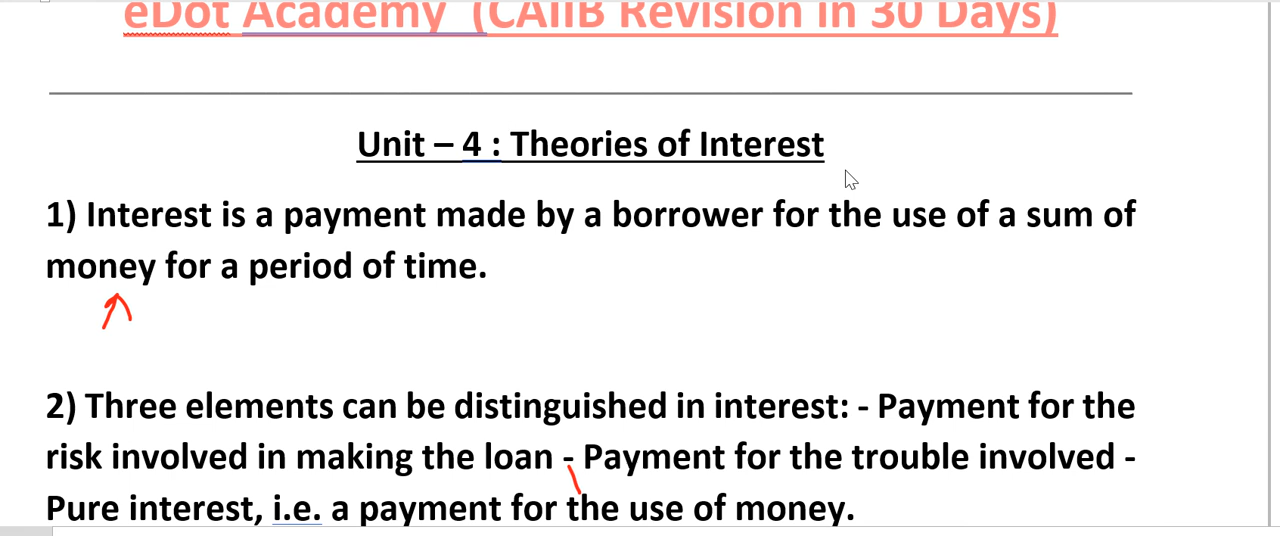 eDot Academy (CAIIB Revision In 30 Days)
Unit – 4 : Theories of Interest
1) Interest is a payment made by a borrower for the use of a sum of
money for a period of time.
2) Three elements can be distinguished in interest: - Payment for the
risk involved in making the loan - Payment for the trouble involved -
Pure interest, i.e. a payment for the use of money.